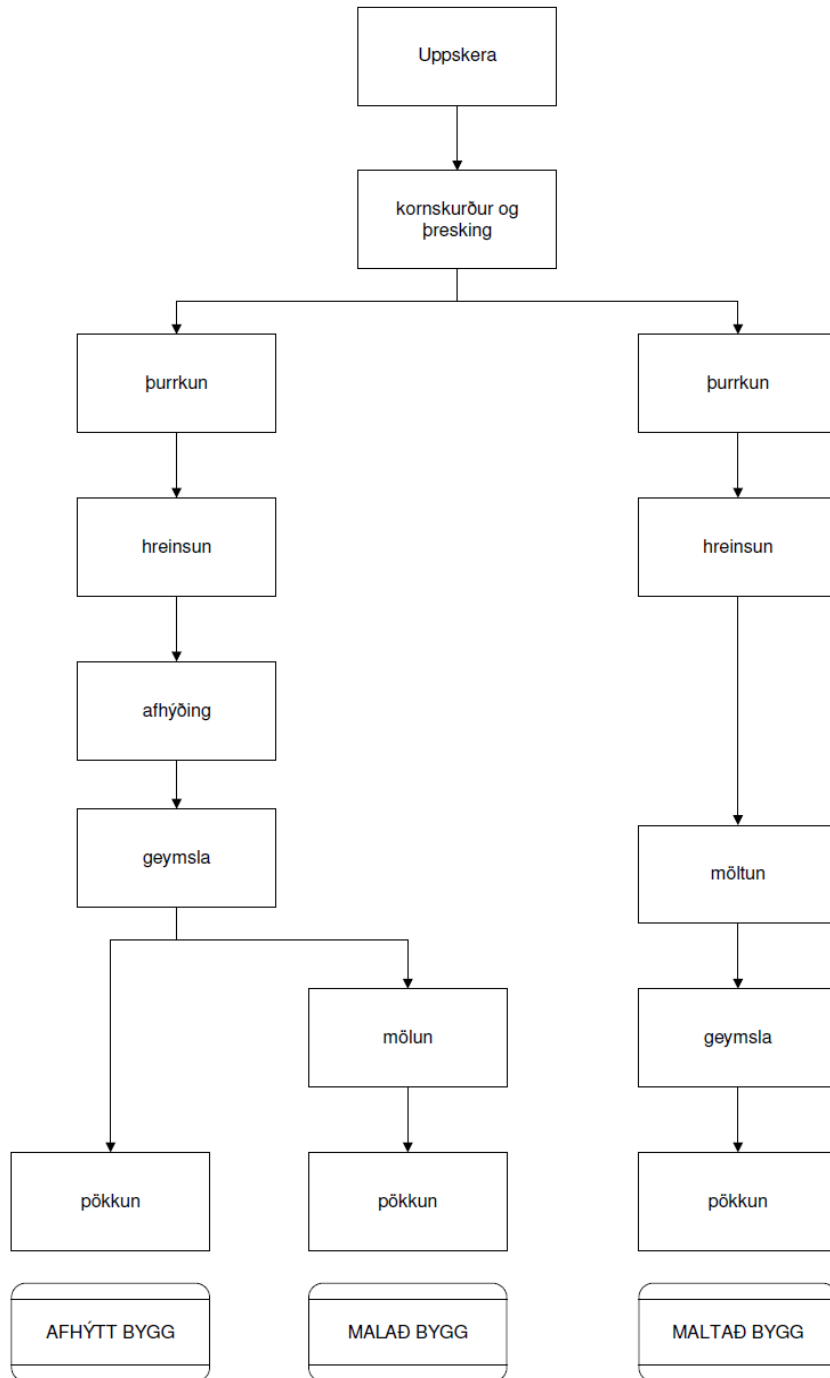 Uppskera
kornskurður og
þresking
þurrkun
þurrkun
hreinsun
hreinsun
afhýðing
geymsla
möltun
mölun
geymsla
pökkun
pökkun
pökkun
AFHÝTT BYGG
MALAÐ BYGG
MALTAÐ BYGG